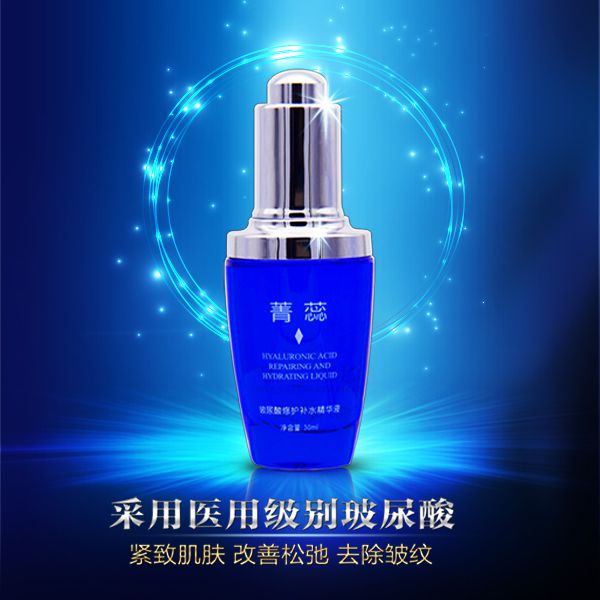 菁蕊
HYALURONIC ACID
REPAIRING AND
HYDRATING LIQUID
玻尿酸修护补水精华液
净含量:30ml
采用医用级别玻尿酸
紧致肌肤 改善松弛 去除皱纹